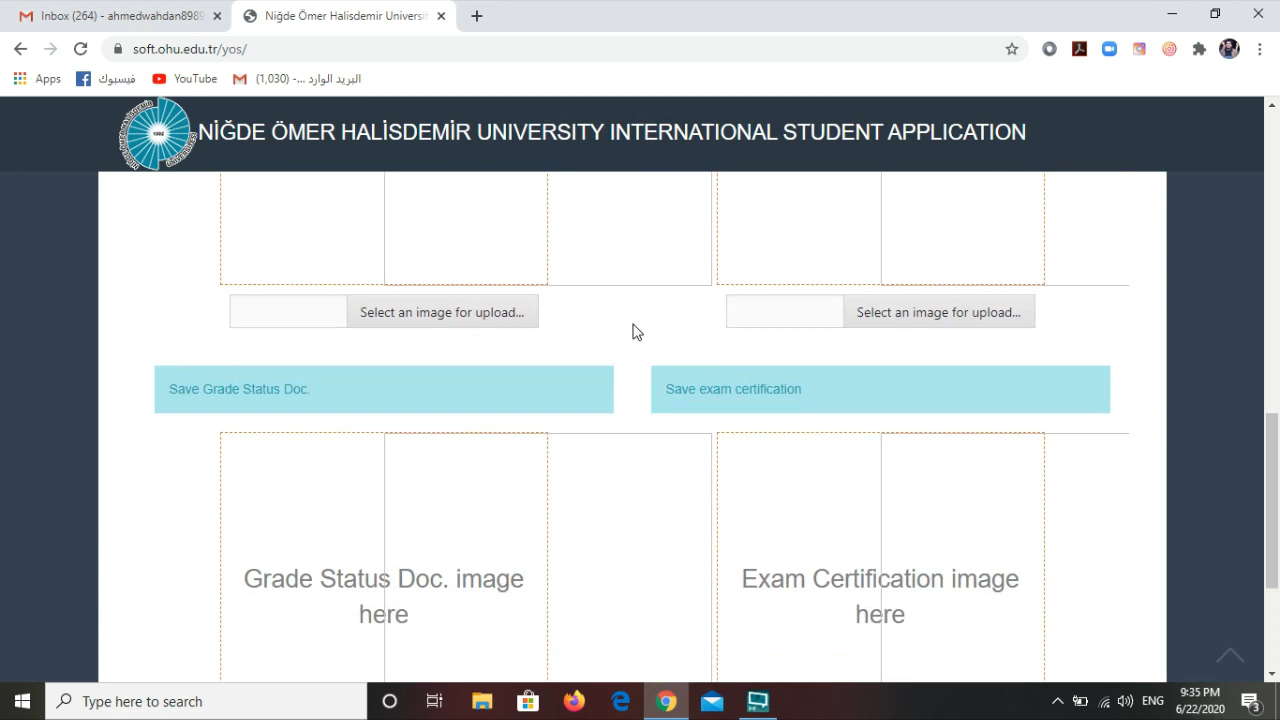 Inbox (264) - ahmedwahdan8989
Niğde Ömer Halisdemir Universit
soft.ohu.edu.tr/yos/
Apps
فيسبوك
YouTube
(1,030) - البريد الوارد ...
NİĞDE ÖMER HALİSDEMİR UNIVERSITY INTERNATIONAL STUDENT APPLICATION
Select an image for upload...
Select an image for upload...
Save Grade Status Doc.
Save exam certification
Grade Status Doc. image
here
Exam Certification image
here
Type here to search
ENG
9:35 PM
6/22/2020
3